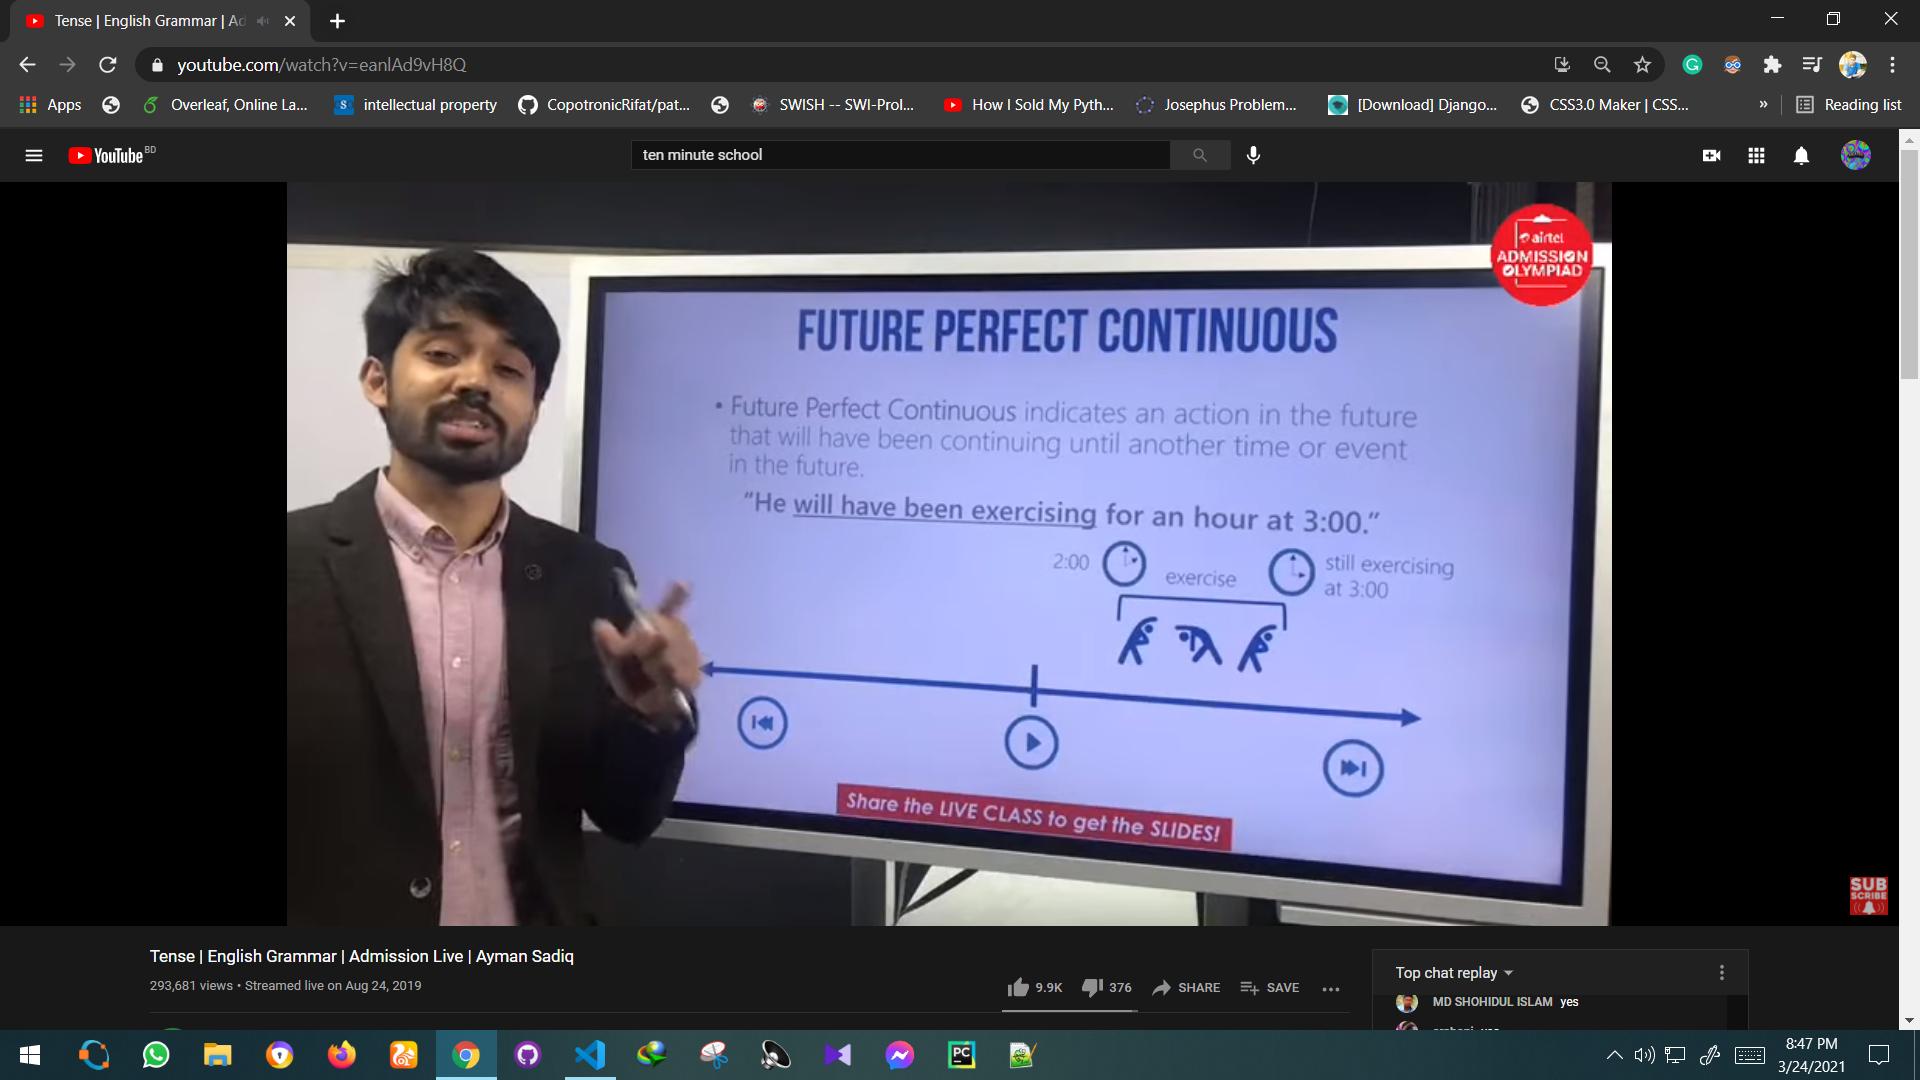 Tense | English Grammar | Ad
youtube.com/watch?v=eanlAd9vH8Q
Apps
Overleaf, Online La...
intellectual property
CopotronicRifat/pat...
SWISH -- SWI-Prol...
How I Sold My Pyth...
Josephus Problem...
[Download] Django...
CSS3.0 Maker | CSS...
»
Reading list
YouTube BD
ten minute school
airtel
ADMISSION
OLYMPIAD
FUTURE PERFECT CONTINUOUS
• Future Perfect Continuous indicates an action in the future
that will have been continuing until another time or event
in the future.
"He will have been exercising for an hour at 3:00."
2:00
exercise
still exercising
at 3:00
Share the LIVE CLASS to get the SLIDES!
SUB
SCRIBE
Tense | English Grammar | Admission Live | Ayman Sadiq
293,681 views • Streamed live on Aug 24, 2019
9.9K
376
SHARE
SAVE
Top chat replay
MD SHOHIDUL ISLAM yes
PC
8:47 PM
3/24/2021